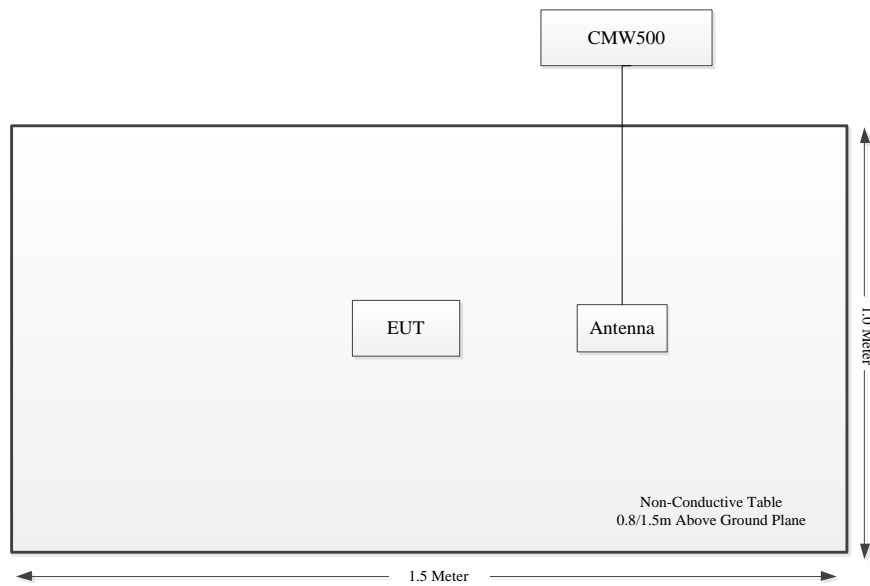 CMW500
EUT
Antenna
1.0 Meter
Non-Conductive Table
0.8/1.5m Above Ground Plane
1.5 Meter